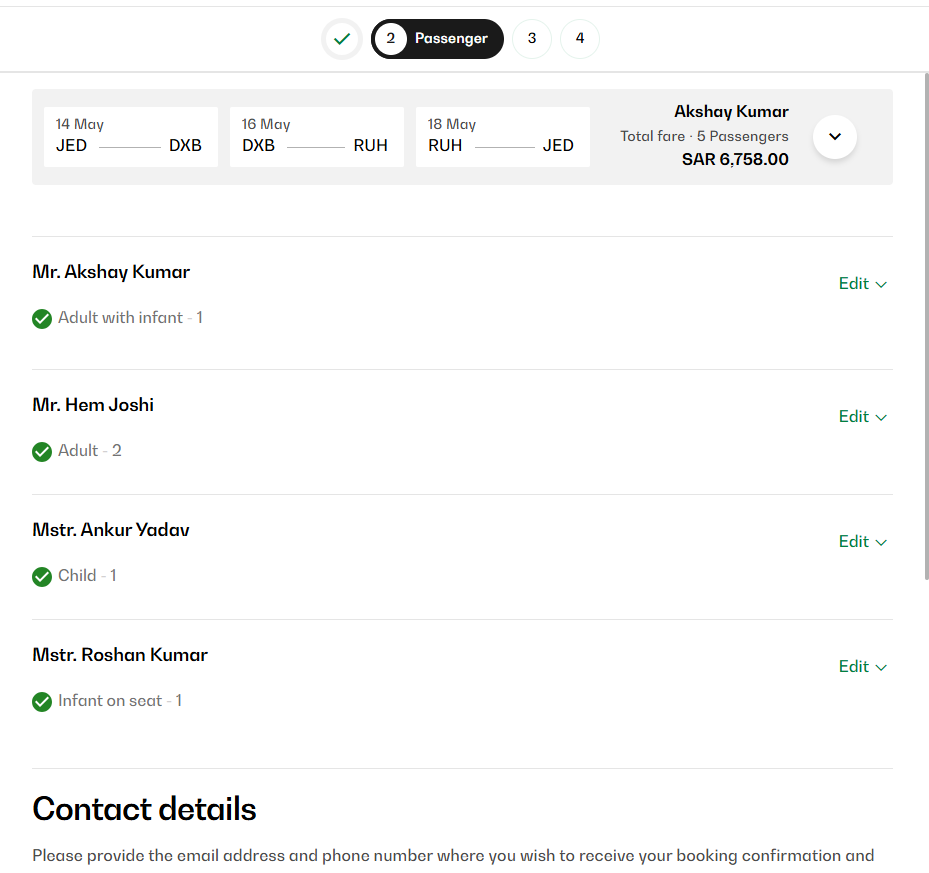 2 Passenger 3 4
14 May
JED DXB
16 May
DXB RUH
18 May
RUH JED
Akshay Kumar
Total fare · 5 Passengers
SAR 6,758.00
Mr. Akshay Kumar
Edit
Adult with infant - 1
Mr. Hem Joshi
Edit
Adult - 2
Mstr. Ankur Yadav
Edit
Child - 1
Mstr. Roshan Kumar
Edit
Infant on seat - 1
Contact details
Please provide the email address and phone number where you wish to receive your booking confirmation and